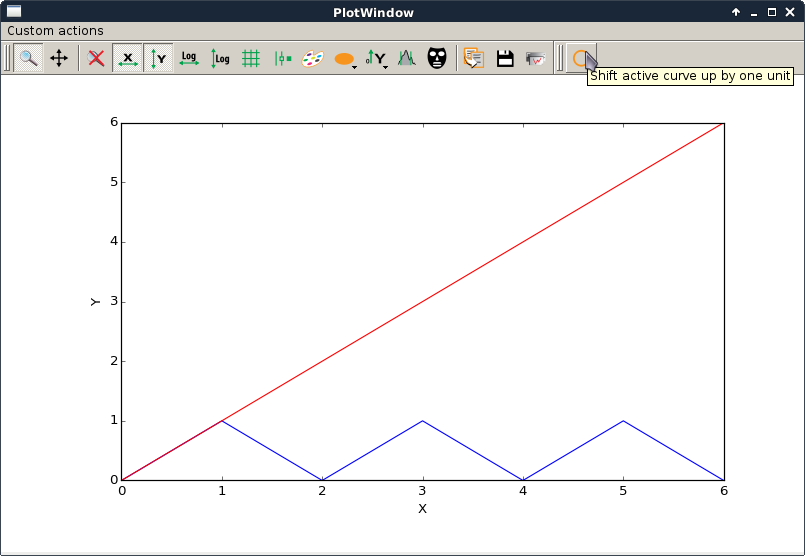 PlotWindow
Custom actions
X Y Log Log Y
Shift active curve up by one unit
6
5
4
3
2
1
0
Y
0 1 2 3 4 5 6
X